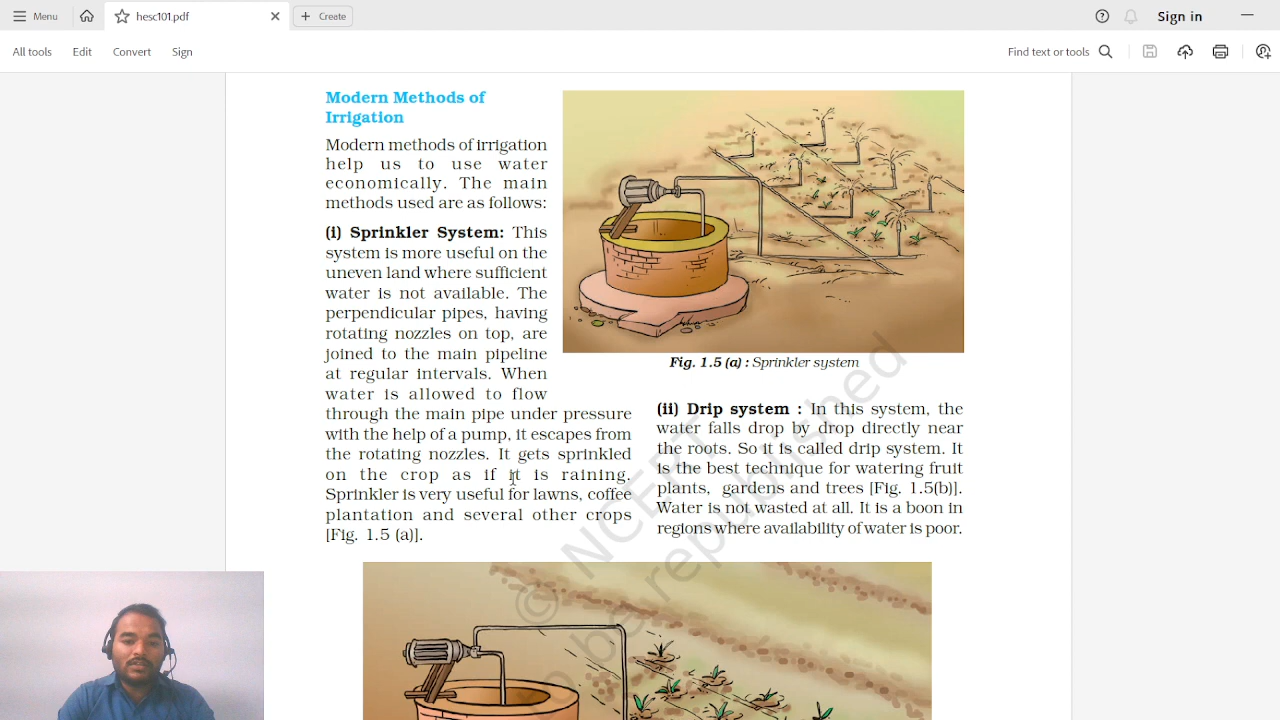 Menu
hesc101.pdf
Create
Sign in
All tools
Edit
Convert
Sign
Find text or tools
Modern Methods of
Irrigation
Modern methods of irrigation
help us to use water
economically. The main
methods used are as follows:
(i) Sprinkler System: This
system is more useful on the
uneven land where sufficient
water is not available. The
perpendicular pipes, having
rotating nozzles on top, are
joined to the main pipeline
at regular intervals. When
water is allowed to flow
through the main pipe under pressure
with the help of a pump, it escapes from
the rotating nozzles. It gets sprinkled
on the crop as if it is raining.
Sprinkler is very useful for lawns, coffee
plantation and several other crops
[Fig. 1.5 (a)].
Fig. 1.5 (a) : Sprinkler system
(ii) Drip system : In this system, the
water falls drop by drop directly near
the roots. So it is called drip system. It
is the best technique for watering fruit
plants, gardens and trees [Fig. 1.5(b)].
Water is not wasted at all. It is a boon in
regions where availability of water is poor.
© NCERT
o be republished